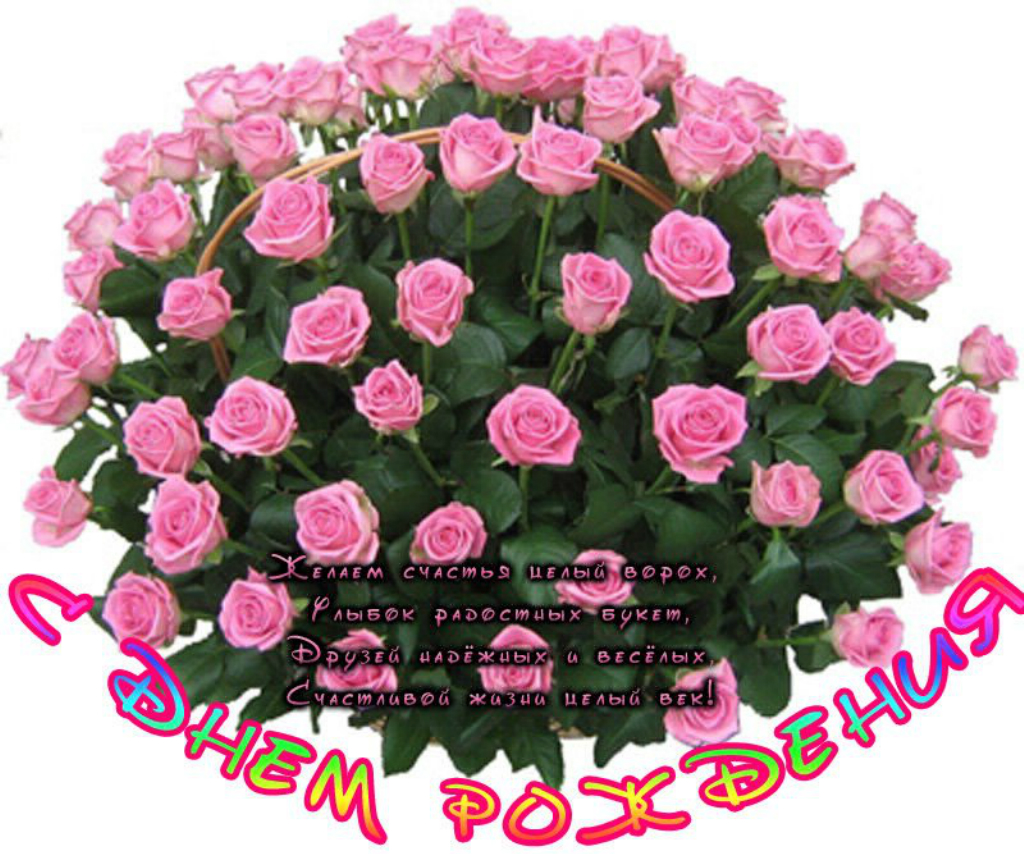 Желаем счастья целый ворох,
Улыбок радостных букет,
Друзей надёжных и весёлых,
Счастливой жизни целый век!
С Днем рождения